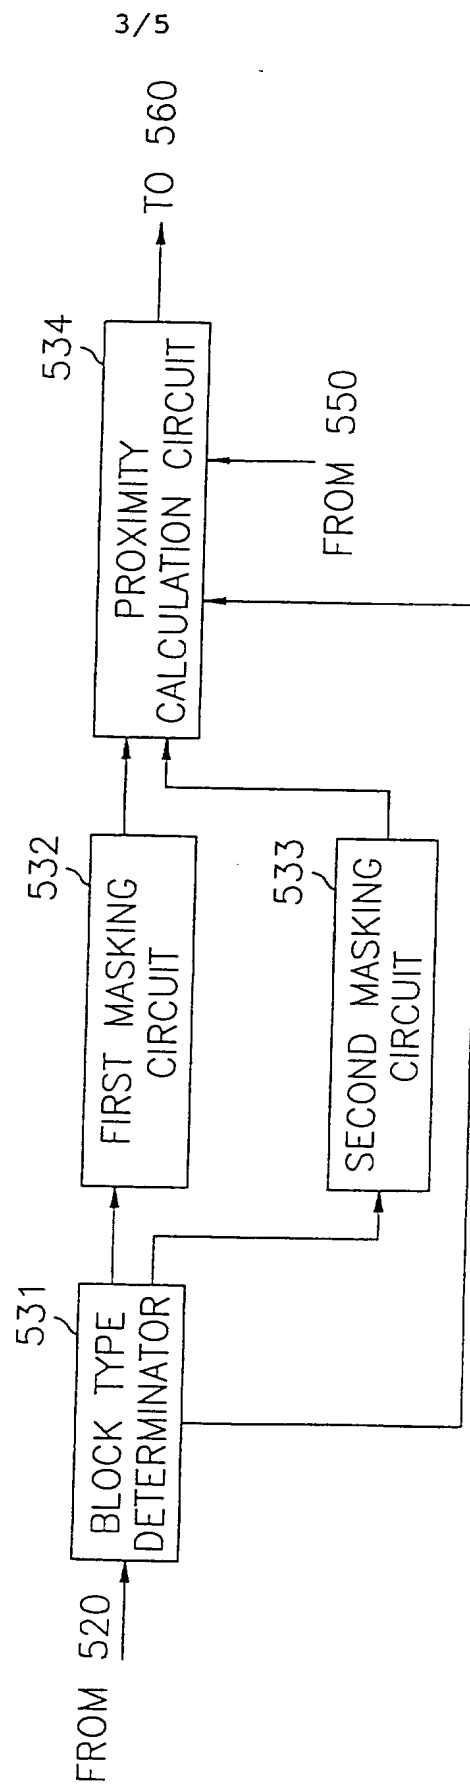 3/5
FROM 520
531
BLOCK TYPE
DETERMINATOR
532
FIRST MASKING
CIRCUIT
533
SECOND MASKING
CIRCUIT
534
PROXIMITY
CALCULATION CIRCUIT
FROM 550
TO 560